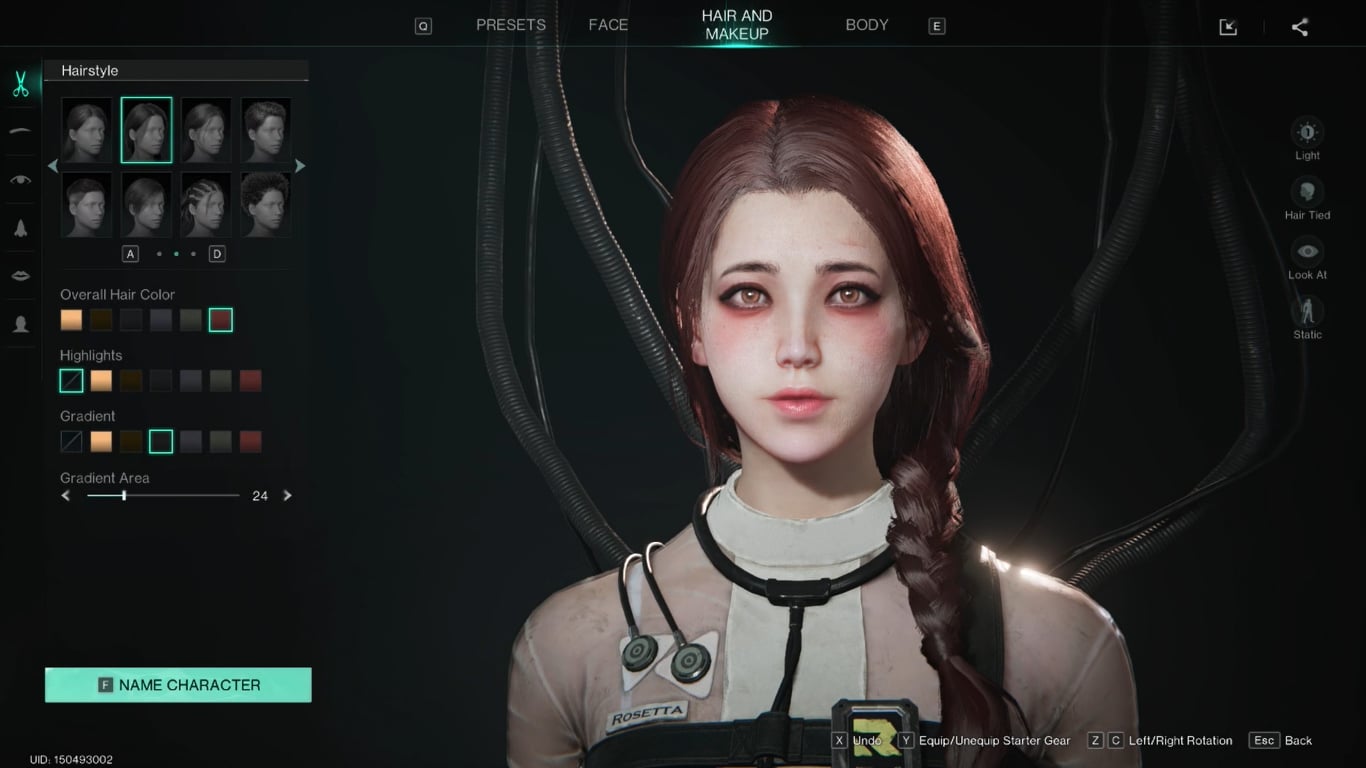 Q
PRESETS
FACE
HAIR AND
MAKEUP
BODY
E
Hairstyle
A
D
Overall Hair Color
Highlights
Gradient
Gradient Area
24
F NAME CHARACTER
UID: 150493002
Light
Hair Tied
Look At
Static
ROSETTA
R
X Undo
Y Equip/Unequip Starter Gear
Z C Left/Right Rotation
Esc Back